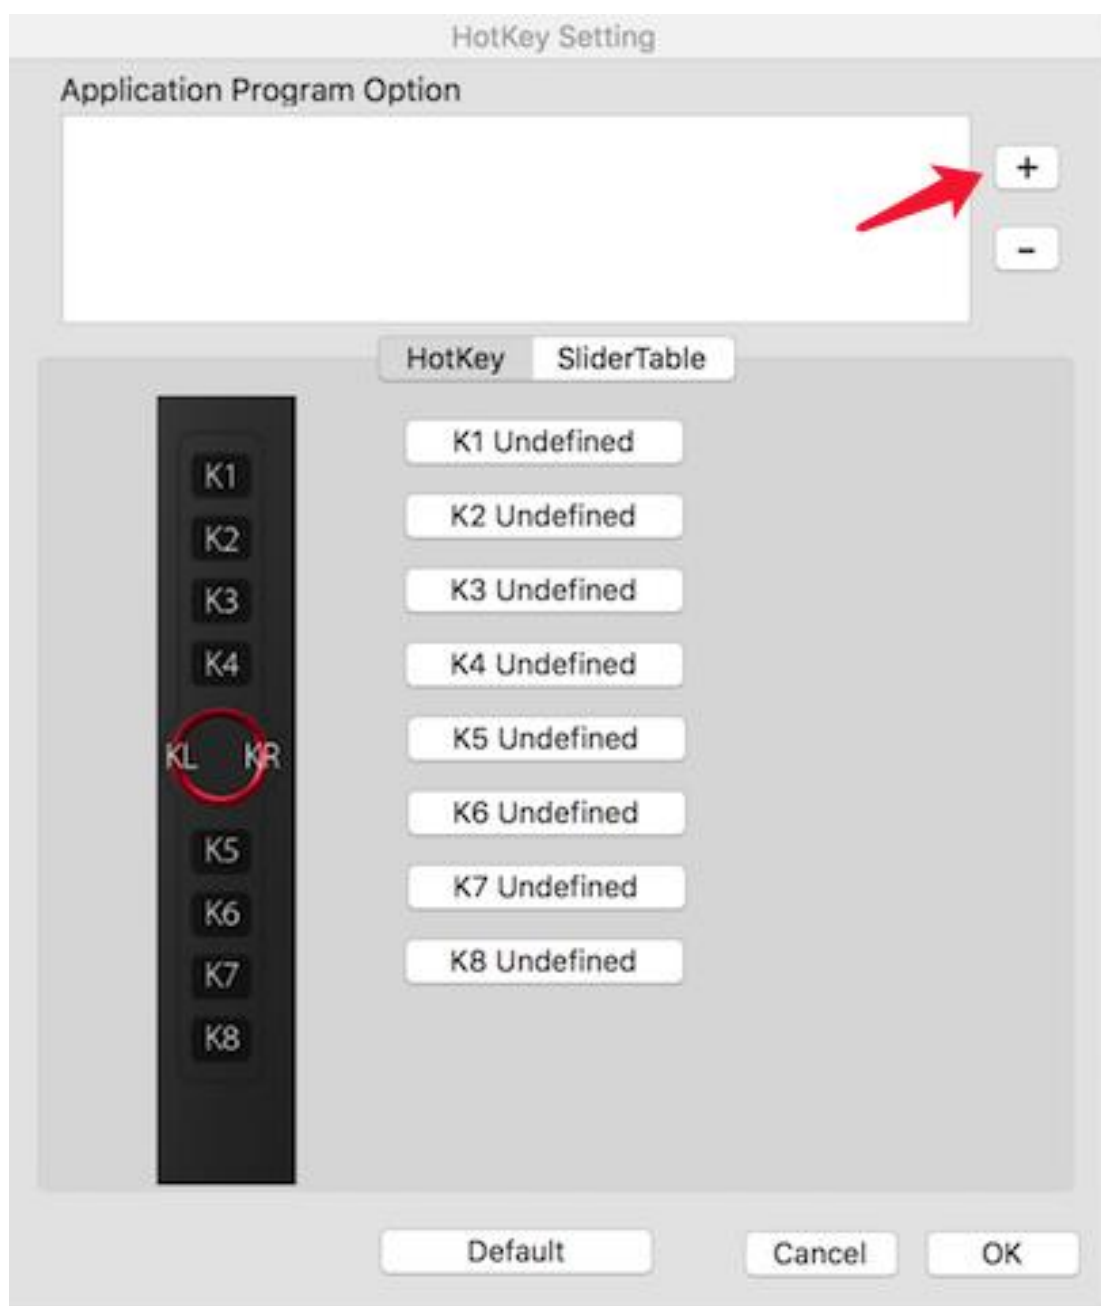 HotKey Setting
Application Program Option
+
-
HotKey SliderTable
K1 Undefined
K2 Undefined
K3 Undefined
K4 Undefined
K5 Undefined
K6 Undefined
K7 Undefined
K8 Undefined
K1
K2
K3
K4
KL KR
K5
K6
K7
K8
Default Cancel OK